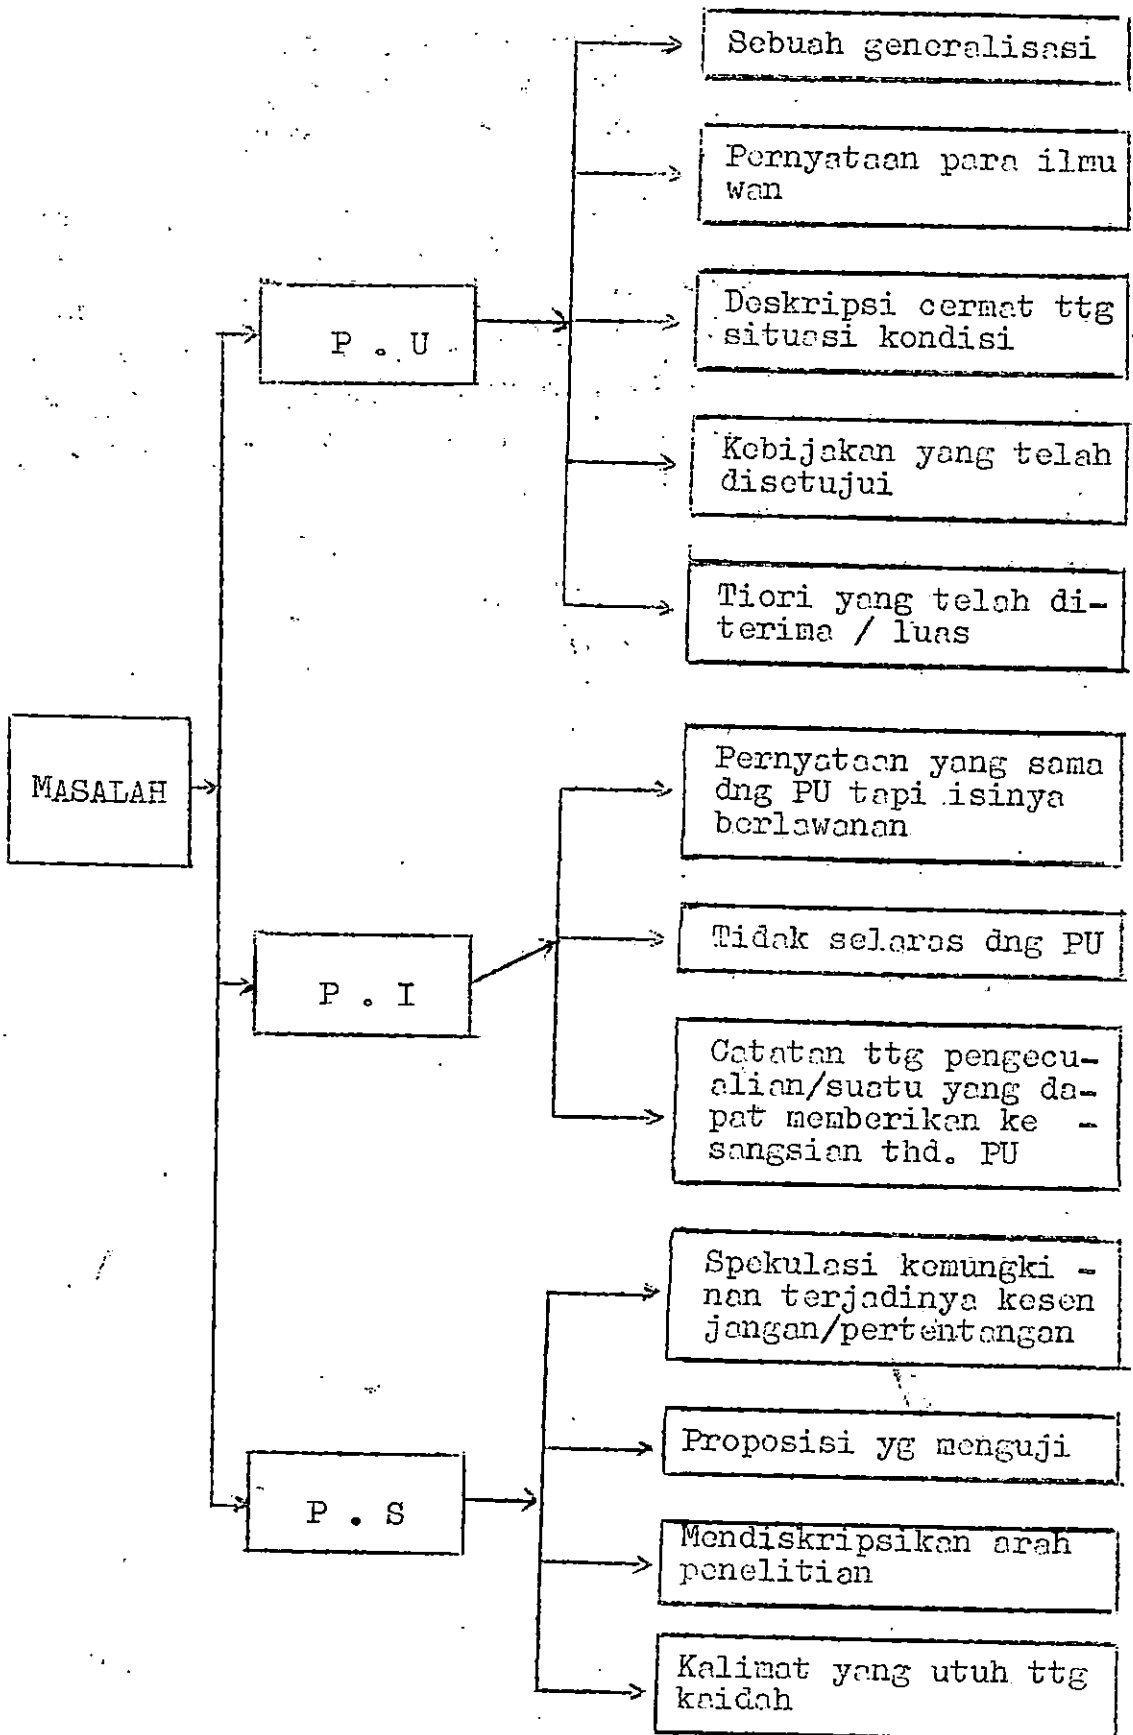 Sebuah generalisasi
Pernyataan para ilmu
wan
P . U
Deskripsi cermat ttg
situasi kondisi
Kebijakan yang telah
disetujui
Tiori yang telah di-
terima / luas
MASALAH
Pernyataan yang sama
dng PU tapi isinya
berlawanan
P . I
Tidak selaras dng PU
Catatan ttg pengecu-
alian/suatu yang da-
pat memberikan ke -
sangsian thd. PU
Spekulasi kemungki -
nan terjadinya kesen
jangan/pertentangan
Proposisi yg menguji
P . S
Mendiskripsikan arah
penelitian
Kalimat yang utuh ttg
kaidah